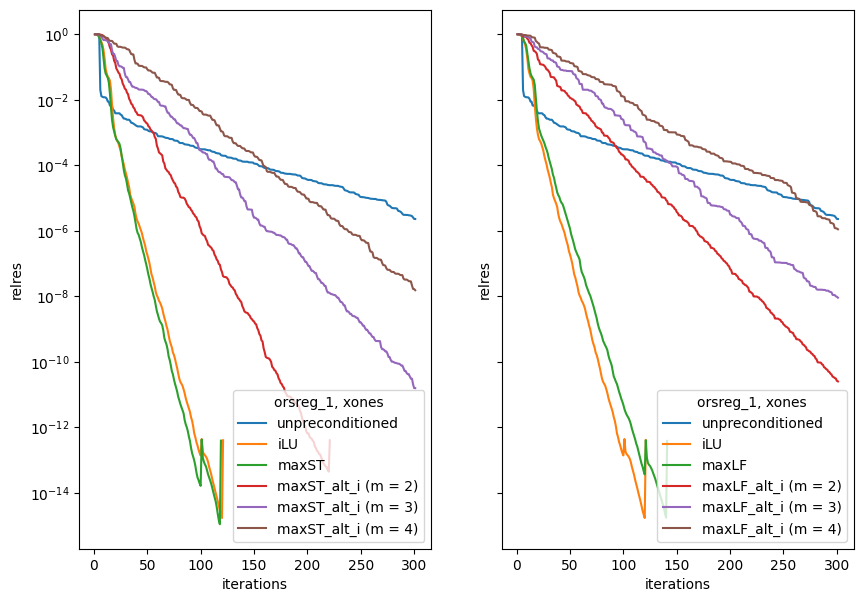 10^0
10^-2
10^-4
10^-6
10^-8
10^-10
10^-12
10^-14
relres
0 50 100 150 200 250 300
iterations
orsreg_1, xones
unpreconditioned
iLU
maxST
maxST_alt_i (m = 2)
maxST_alt_i (m = 3)
maxST_alt_i (m = 4)
relres
0 50 100 150 200 250 300
iterations
orsreg_1, xones
unpreconditioned
iLU
maxLF
maxLF_alt_i (m = 2)
maxLF_alt_i (m = 3)
maxLF_alt_i (m = 4)